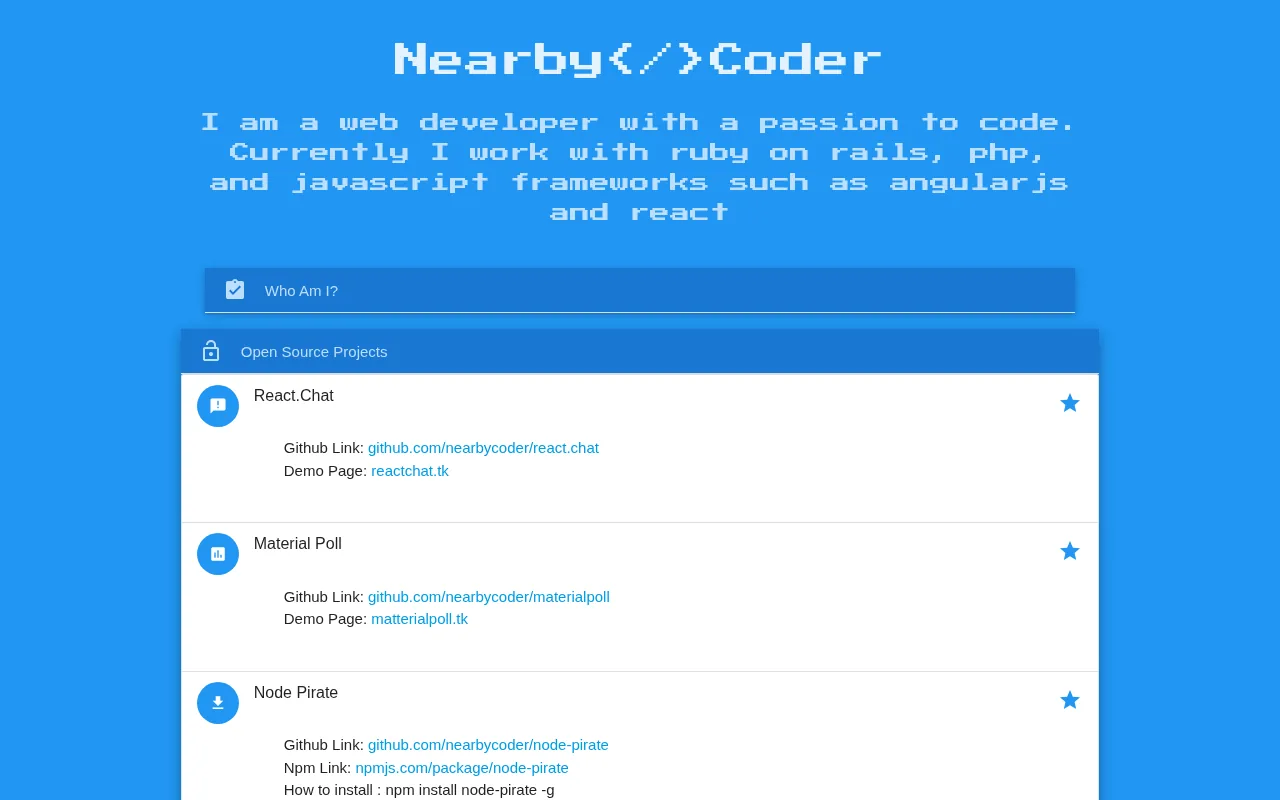 Nearby</>Coder
I am a web developer with a passion to code.
Currently I work with ruby on rails, php,
and javascript frameworks such as angularjs
and react
Who Am I?
Open Source Projects
React.Chat
Github Link: github.com/nearbycoder/react.chat
Demo Page: reactchat.tk
Material Poll
Github Link: github.com/nearbycoder/materialpoll
Demo Page: matterialpoll.tk
Node Pirate
Github Link: github.com/nearbycoder/node-pirate
Npm Link: npmjs.com/package/node-pirate
How to install : npm install node-pirate -g